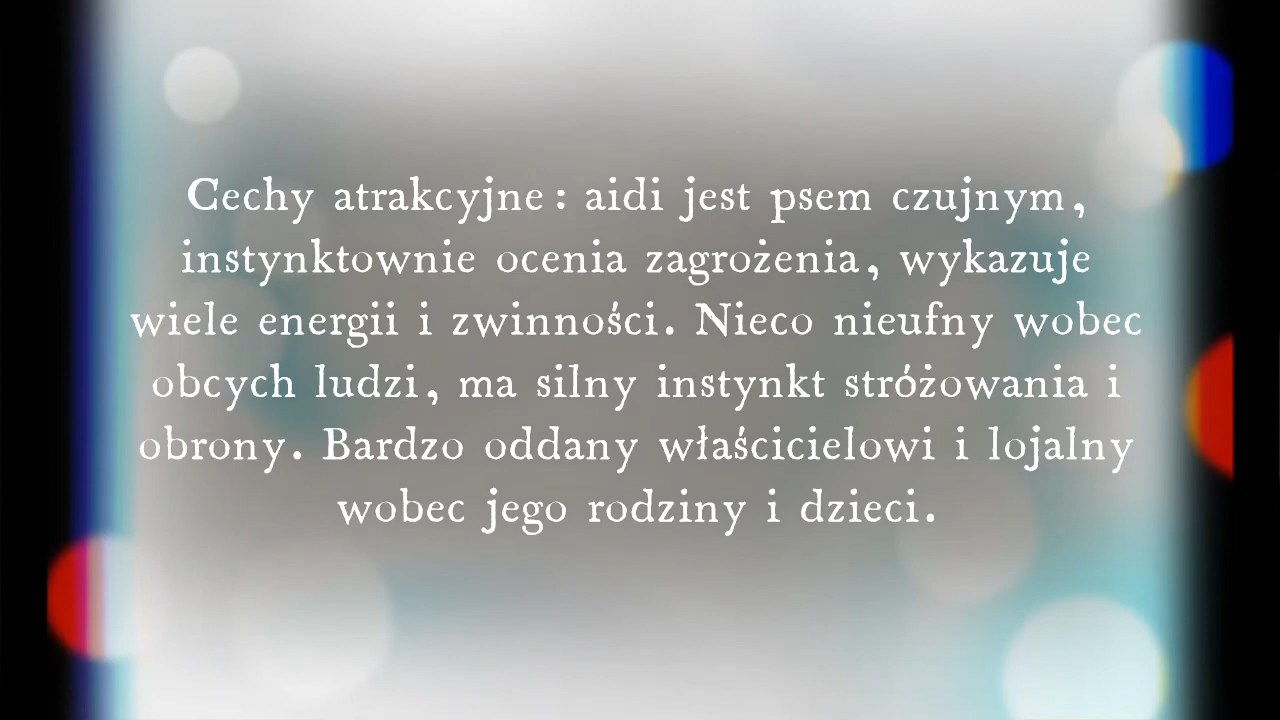 Cechy atrakcyjne: aidi jest psem czujnym,
instynktownie ocenia zagrożenia, wykazuje
wiele energii i zwinności. Nieco nieufny wobec
obcych ludzi, ma silny instynkt stróżowania i
obrony. Bardzo oddany właścicielowi i lojalny
wobec jego rodziny i dzieci.